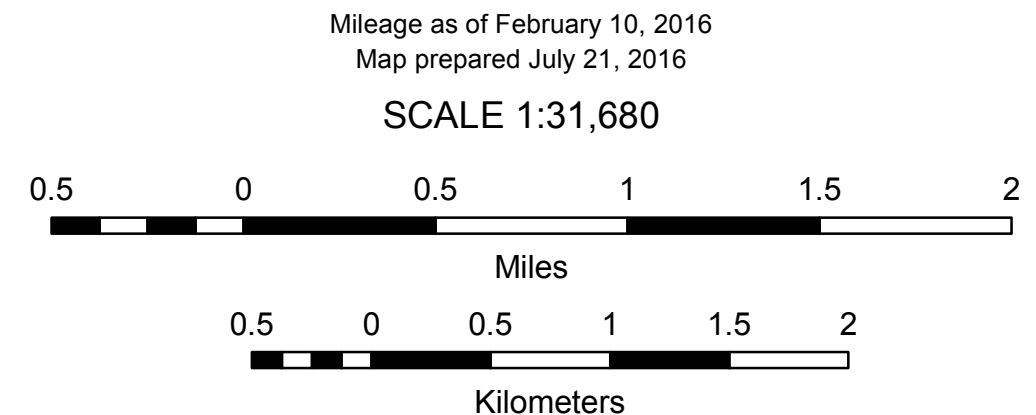 Mileage as of February 10, 2016
Map prepared July 21, 2016
SCALE 1:31,680
0.5 0 0.5 1 1.5 2
Miles
0.5 0 0.5 1 1.5 2
Kilometers